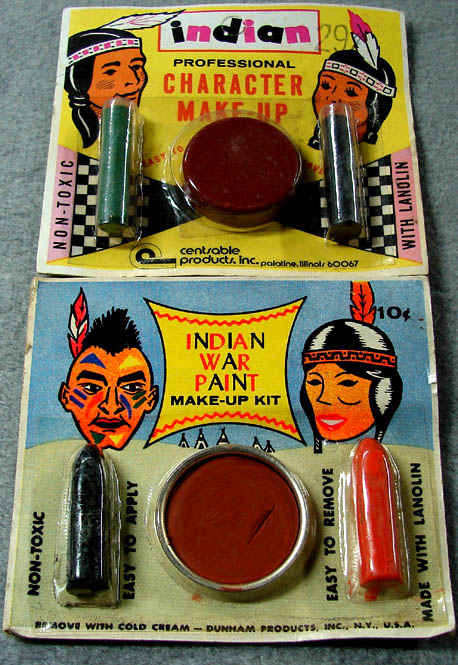 indian
29
PROFESSIONAL
CHARACTER
MAKE-UP
EASY TO
NON-TOXIC
WITH LANOLIN
centsable
products, inc. palatine, illinois 60067
10¢
INDIAN
WAR
PAINT
MAKE-UP KIT
NON-TOXIC
EASY TO APPLY
EASY TO REMOVE
MADE WITH LANOLIN
REMOVE WITH COLD CREAM — DUNHAM PRODUCTS, INC., N.Y., U.S.A.